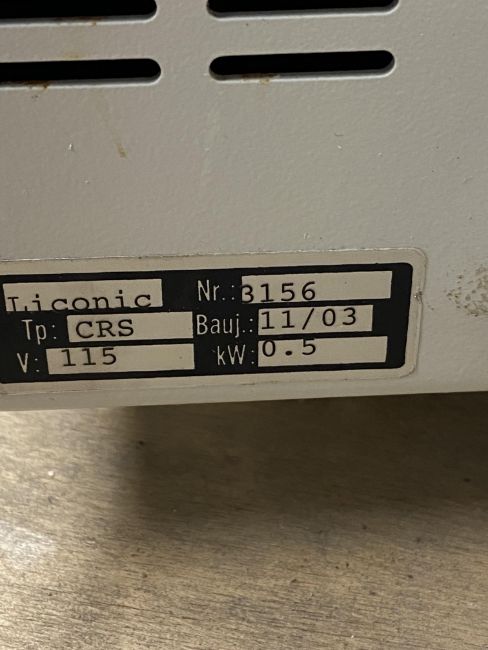 Liconic Nr.: 3156
Tp: CRS Bauj.: 11/03
V: 115 kW: 0.5